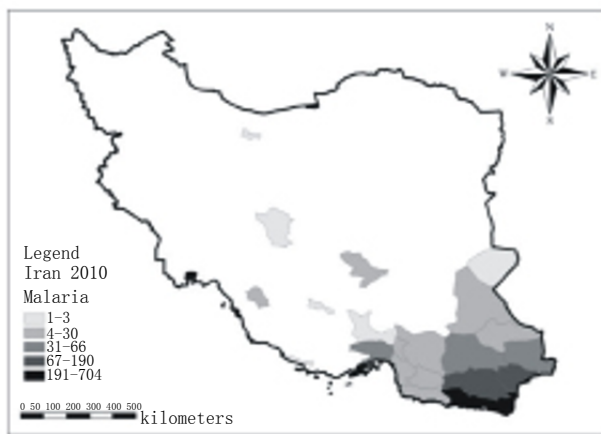 N
W E
S
Legend
Iran 2010
Malaria
1-3
4-30
31-66
67-190
191-704
0 50 100 200 300 400 500
kilometers